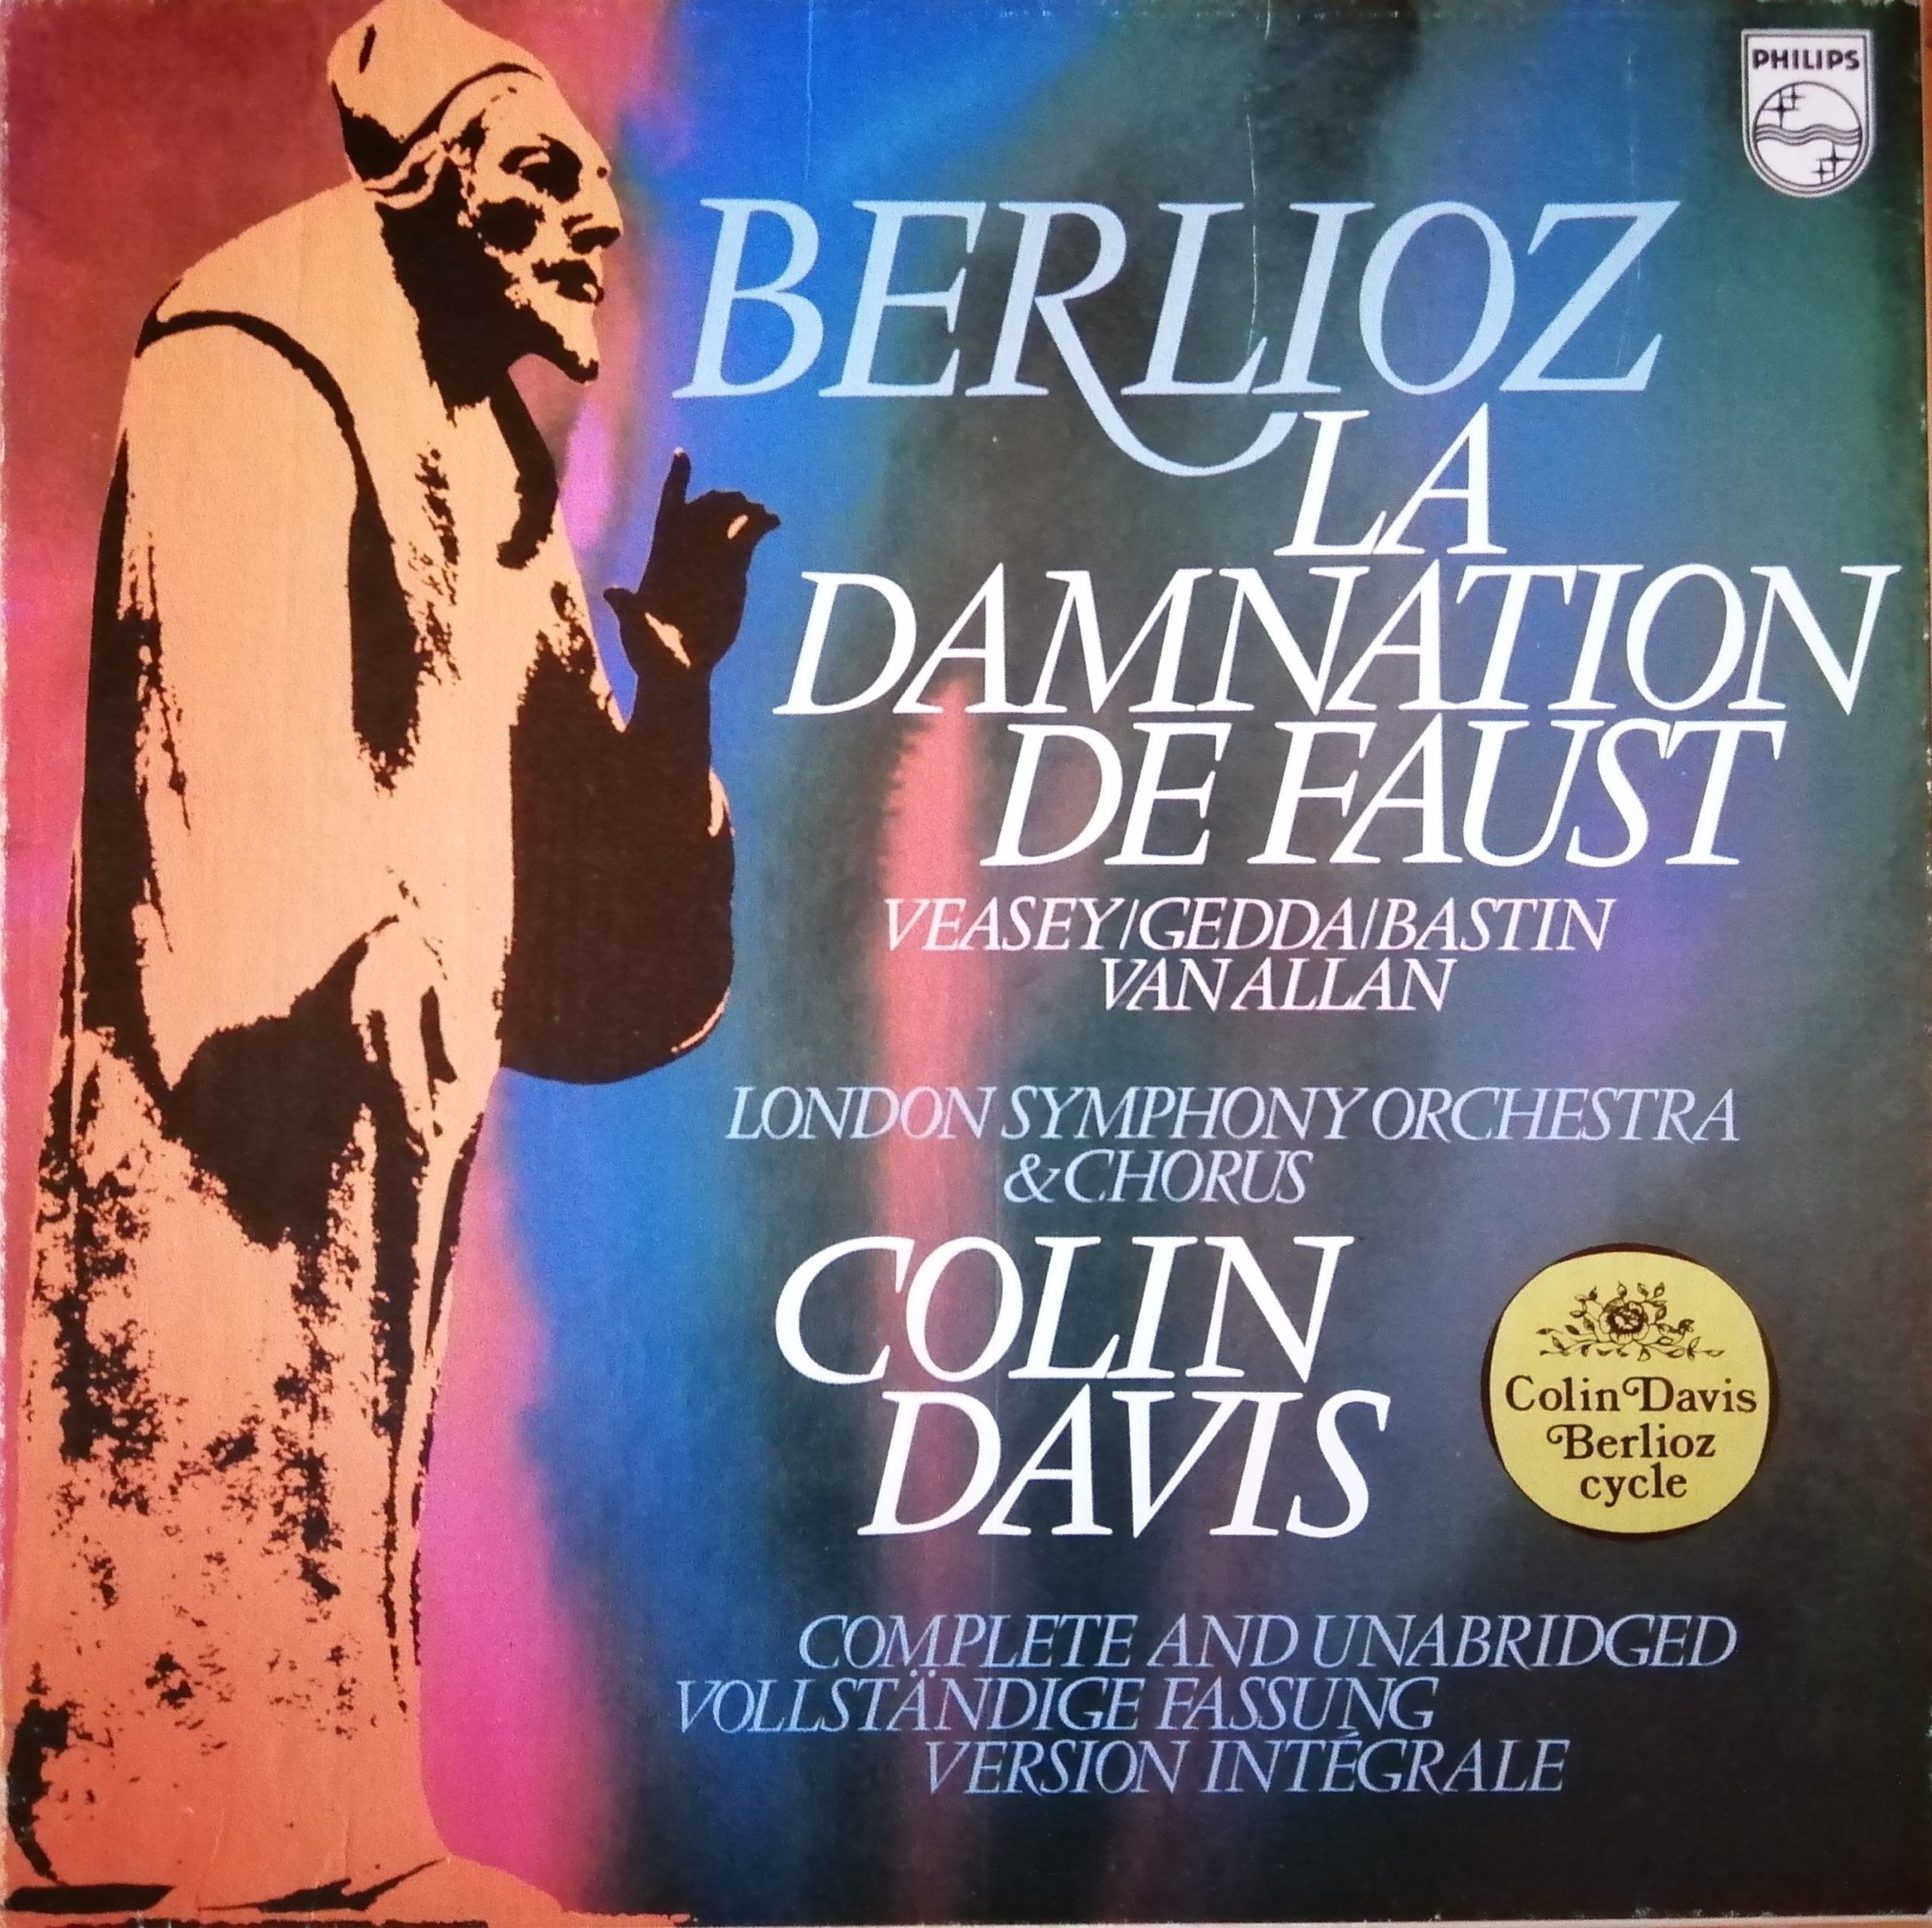 PHILIPS
BERLIOZ
LA
DAMNATION
DE FAUST
VEASEY/GEDDA/BASTIN
VAN ALLAN
LONDON SYMPHONY ORCHESTRA
& CHORUS
COLIN
DAVIS
Colin Davis
Berlioz
cycle
COMPLETE AND UNABRIDGED
VOLLSTÄNDIGE FASSUNG
VERSION INTÉGRALE